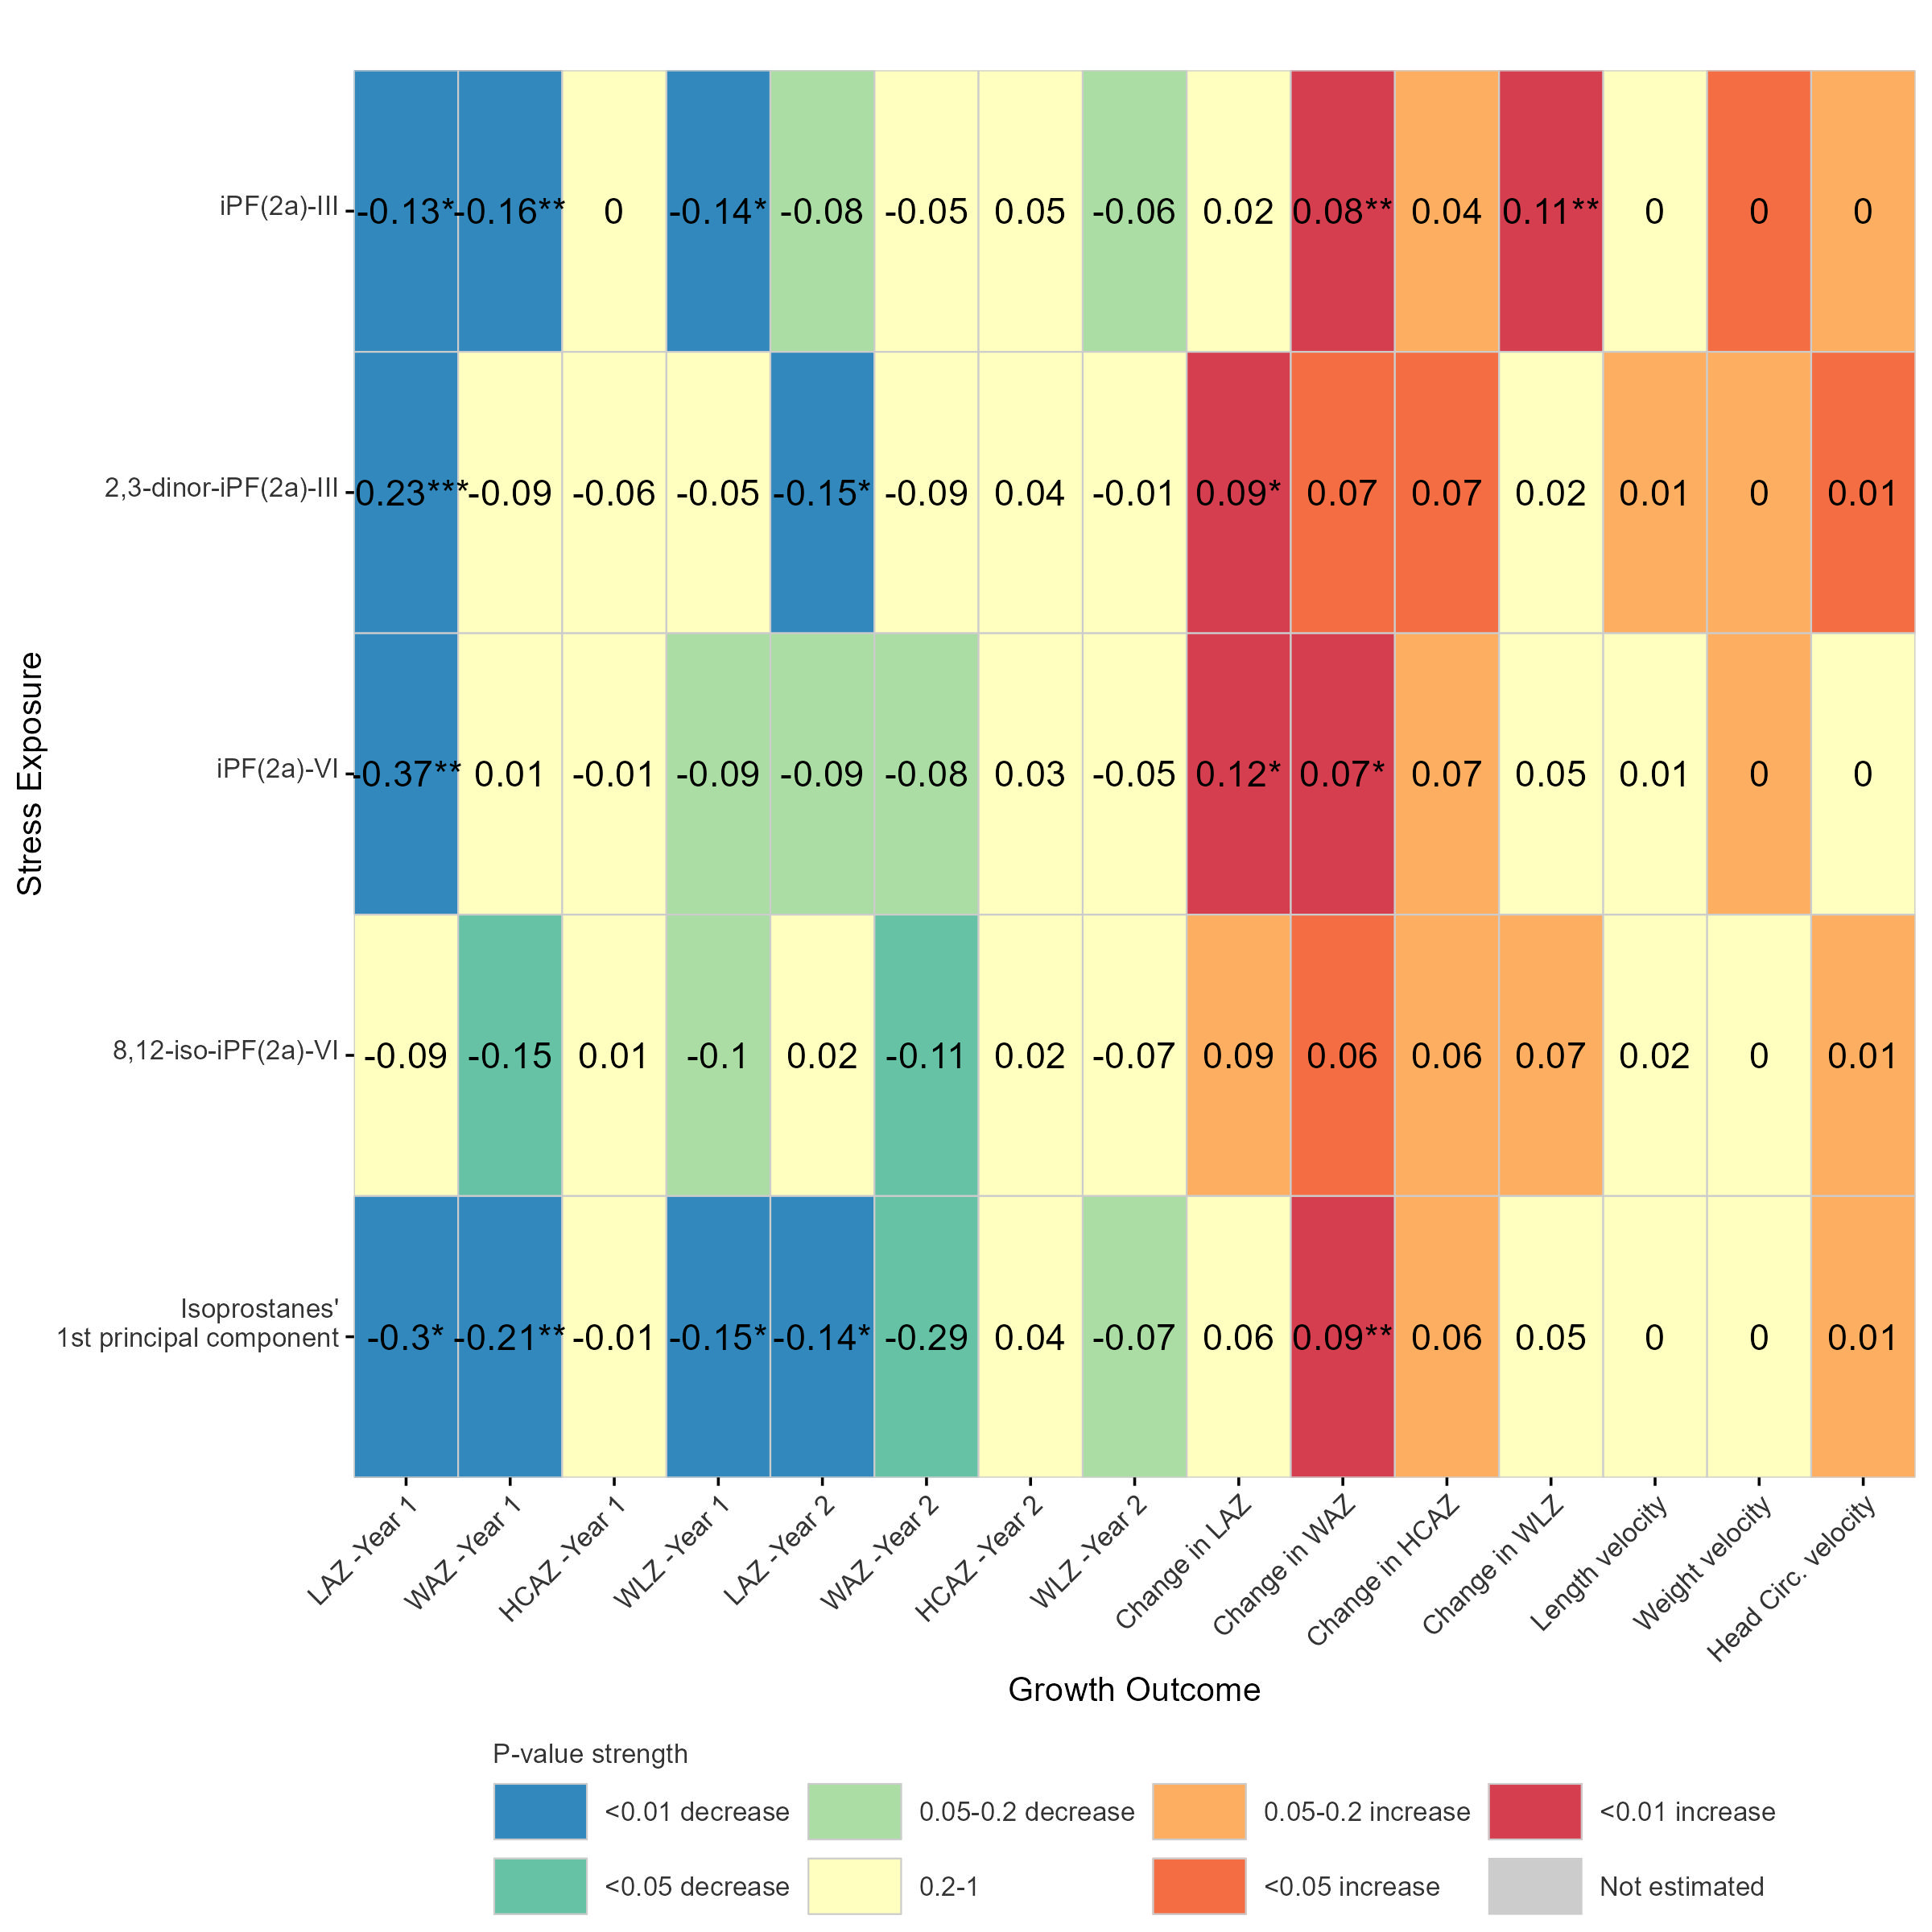 iPF(2a)-III
-0.13* -0.16** 0 -0.14* -0.08 -0.05 0.05 -0.06 0.02 0.08** 0.04 0.11** 0 0 0
2,3-dinor-iPF(2a)-III
-0.23*** -0.09 -0.06 -0.05 -0.15* -0.09 0.04 -0.01 0.09* 0.07 0.07 0.02 0.01 0 0.01
iPF(2a)-VI
-0.37** 0.01 -0.01 -0.09 -0.09 -0.08 0.03 -0.05 0.12* 0.07* 0.07 0.05 0.01 0 0
8,12-iso-iPF(2a)-VI
-0.09 -0.15 0.01 -0.1 0.02 -0.11 0.02 -0.07 0.09 0.06 0.06 0.07 0.02 0 0.01
Isoprostanes'
1st principal component
-0.3* -0.21** -0.01 -0.15* -0.14* -0.29 0.04 -0.07 0.06 0.09** 0.06 0.05 0 0 0.01
Stress Exposure
LAZ -Year 1
WAZ -Year 1
HCAZ -Year 1
WLZ -Year 1
LAZ -Year 2
WAZ -Year 2
HCAZ -Year 2
WLZ -Year 2
Change in LAZ
Change in WAZ
Change in HCAZ
Change in WLZ
Length velocity
Weight velocity
Head Circ. velocity
Growth Outcome
P-value strength
<0.01 decrease
0.05-0.2 decrease
0.05-0.2 increase
<0.01 increase
<0.05 decrease
0.2-1
<0.05 increase
Not estimated